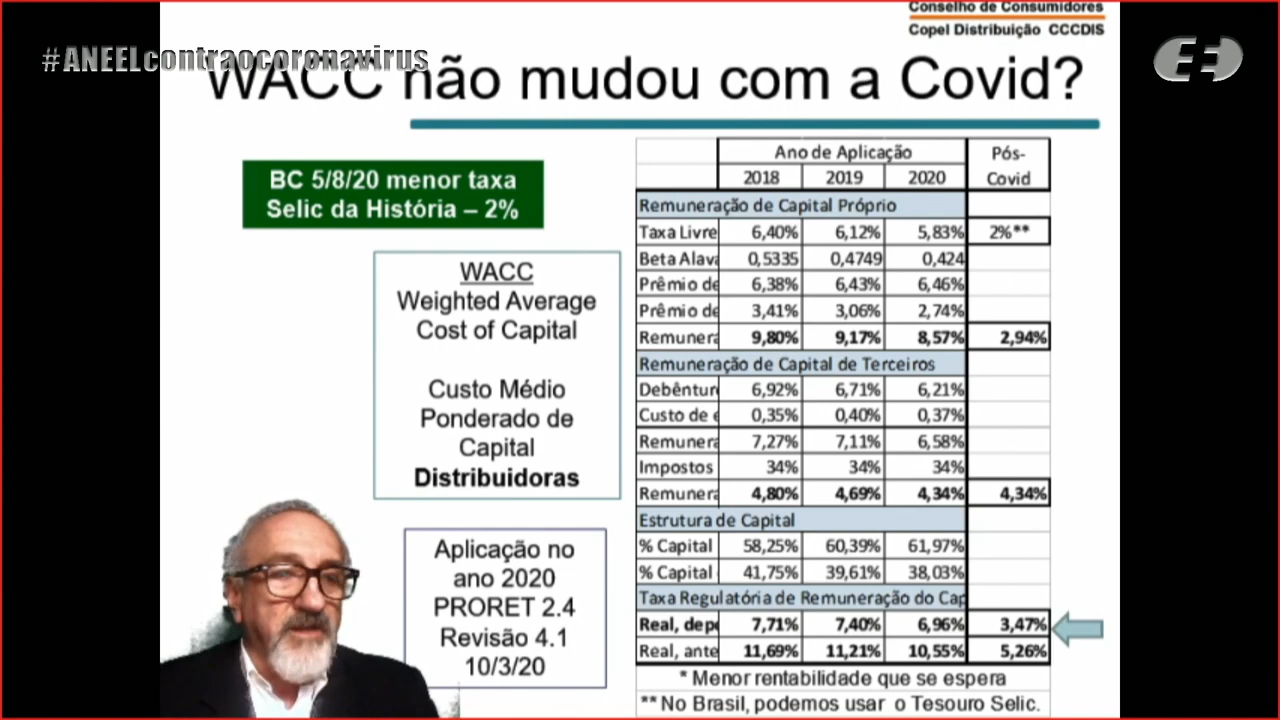 Conselho de Consumidores
Copel Distribuição CCCDIS
#ANEELcontraocoronavirus
WACC não mudou com a Covid?
BC 5/8/20 menor taxa
Selic da História – 2%
WACC
Weighted Average
Cost of Capital
Custo Médio
Ponderado de
Capital
Distribuidoras
Aplicação no
ano 2020
PRORET 2.4
Revisão 4.1
10/3/20
Ano de Aplicação Pós-
2018 2019 2020 Covid
Remuneração de Capital Próprio
Taxa Livre 6,40% 6,12% 5,83% 2%**
Beta Alava 0,5335 0,4749 0,424
Prêmio de 6,38% 6,43% 6,46%
Prêmio de 3,41% 3,06% 2,74%
Remunera 9,80% 9,17% 8,57% 2,94%
Remuneração de Capital de Terceiros
Debênture 6,92% 6,71% 6,21%
Custo de e 0,35% 0,40% 0,37%
Remunera 7,27% 7,11% 6,58%
Impostos 34% 34% 34%
Remunera 4,80% 4,69% 4,34% 4,34%
Estrutura de Capital
% Capital 58,25% 60,39% 61,97%
% Capital 41,75% 39,61% 38,03%
Taxa Regulatória de Remuneração do Cap
Real, depo 7,71% 7,40% 6,96% 3,47%
Real, ante 11,69% 11,21% 10,55% 5,26%
* Menor rentabilidade que se espera
** No Brasil, podemos usar o Tesouro Selic.